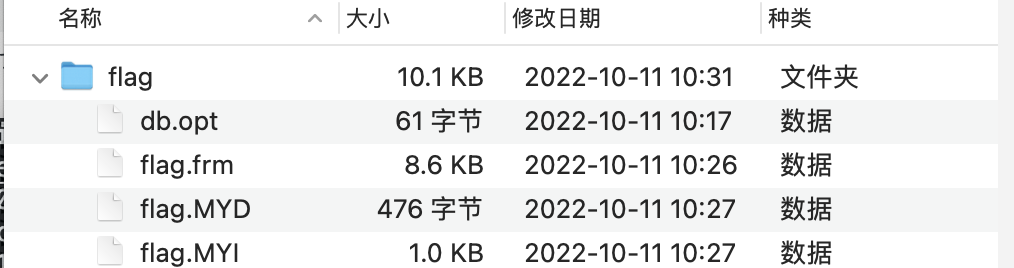 名称 大小 修改日期 种类
flag 10.1 KB 2022-10-11 10:31 文件夹
db.opt 61 字节 2022-10-11 10:17 数据
flag.frm 8.6 KB 2022-10-11 10:26 数据
flag.MYD 476 字节 2022-10-11 10:27 数据
flag.MYI 1.0 KB 2022-10-11 10:27 数据